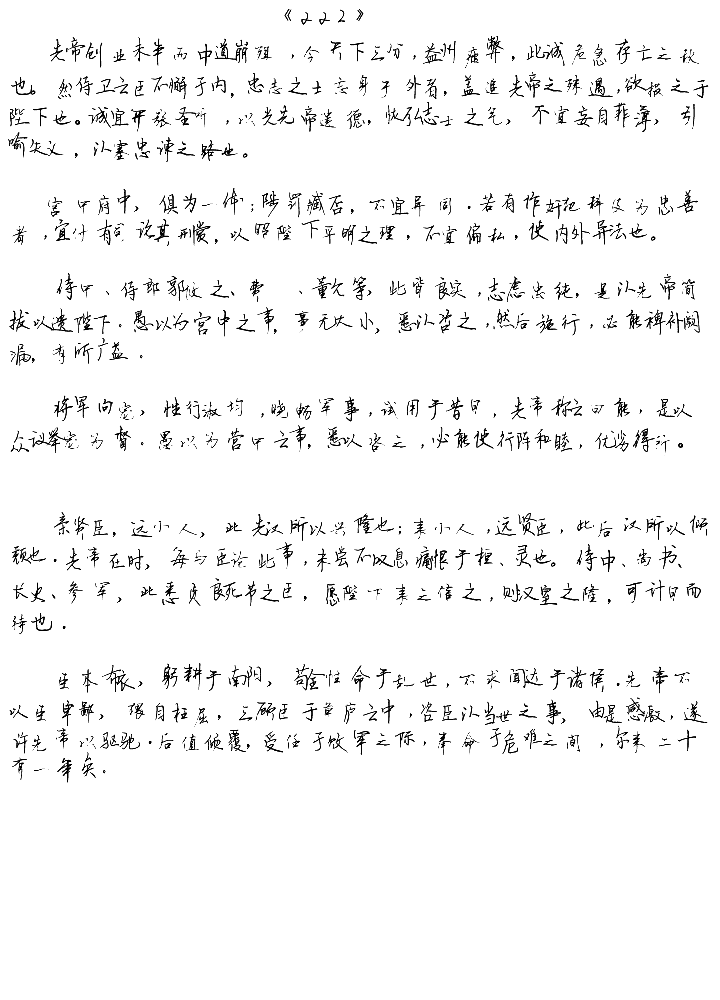 《222》
先帝创业未半而中道崩殂，今天下三分，益州疲弊，此诚危急存亡之秋
也。然侍卫之臣不懈于内，忠志之士忘身于外者，盖追先帝之殊遇，欲报之于
陛下也。诚宜开张圣听，以光先帝遗德，恢弘志士之气，不宜妄自菲薄，引
喻失义，以塞忠谏之路也。
宫中府中，俱为一体；陟罚臧否，不宜异同．若有作奸犯科及为忠善
者，宜付有司论其刑赏，以昭陛下平明之理，不宜偏私，使内外异法也。
侍中、侍郎郭攸之、费、董允等，此皆良实，志虑忠纯，是以先帝简
拔以遗陛下．愚以为宫中之事，事无大小，悉以咨之，然后施行，必能裨补阙
漏，有所广益．
将军向宠，性行淑均，晓畅军事，试用于昔日，先帝称之曰能，是以
众议举宠为督．愚以为营中之事，悉以咨之，必能使行阵和睦，优劣得所。
亲贤臣，远小人，此先汉所以兴隆也；亲小人，远贤臣，此后汉所以倾
颓也．先帝在时，每与臣论此事，未尝不叹息痛恨于桓、灵也。侍中、尚书、
长史、参军，此悉贞良死节之臣，愿陛下亲之信之，则汉室之隆，可计日而
待也．
臣本布衣，躬耕于南阳，苟全性命于乱世，不求闻达于诸侯．先帝不
以臣卑鄙，猥自枉屈，三顾臣于草庐之中，咨臣以当世之事，由是感激，遂
许先帝以驱驰．后值倾覆，受任于败军之际，奉命于危难之间，尔来二十
有一年矣．